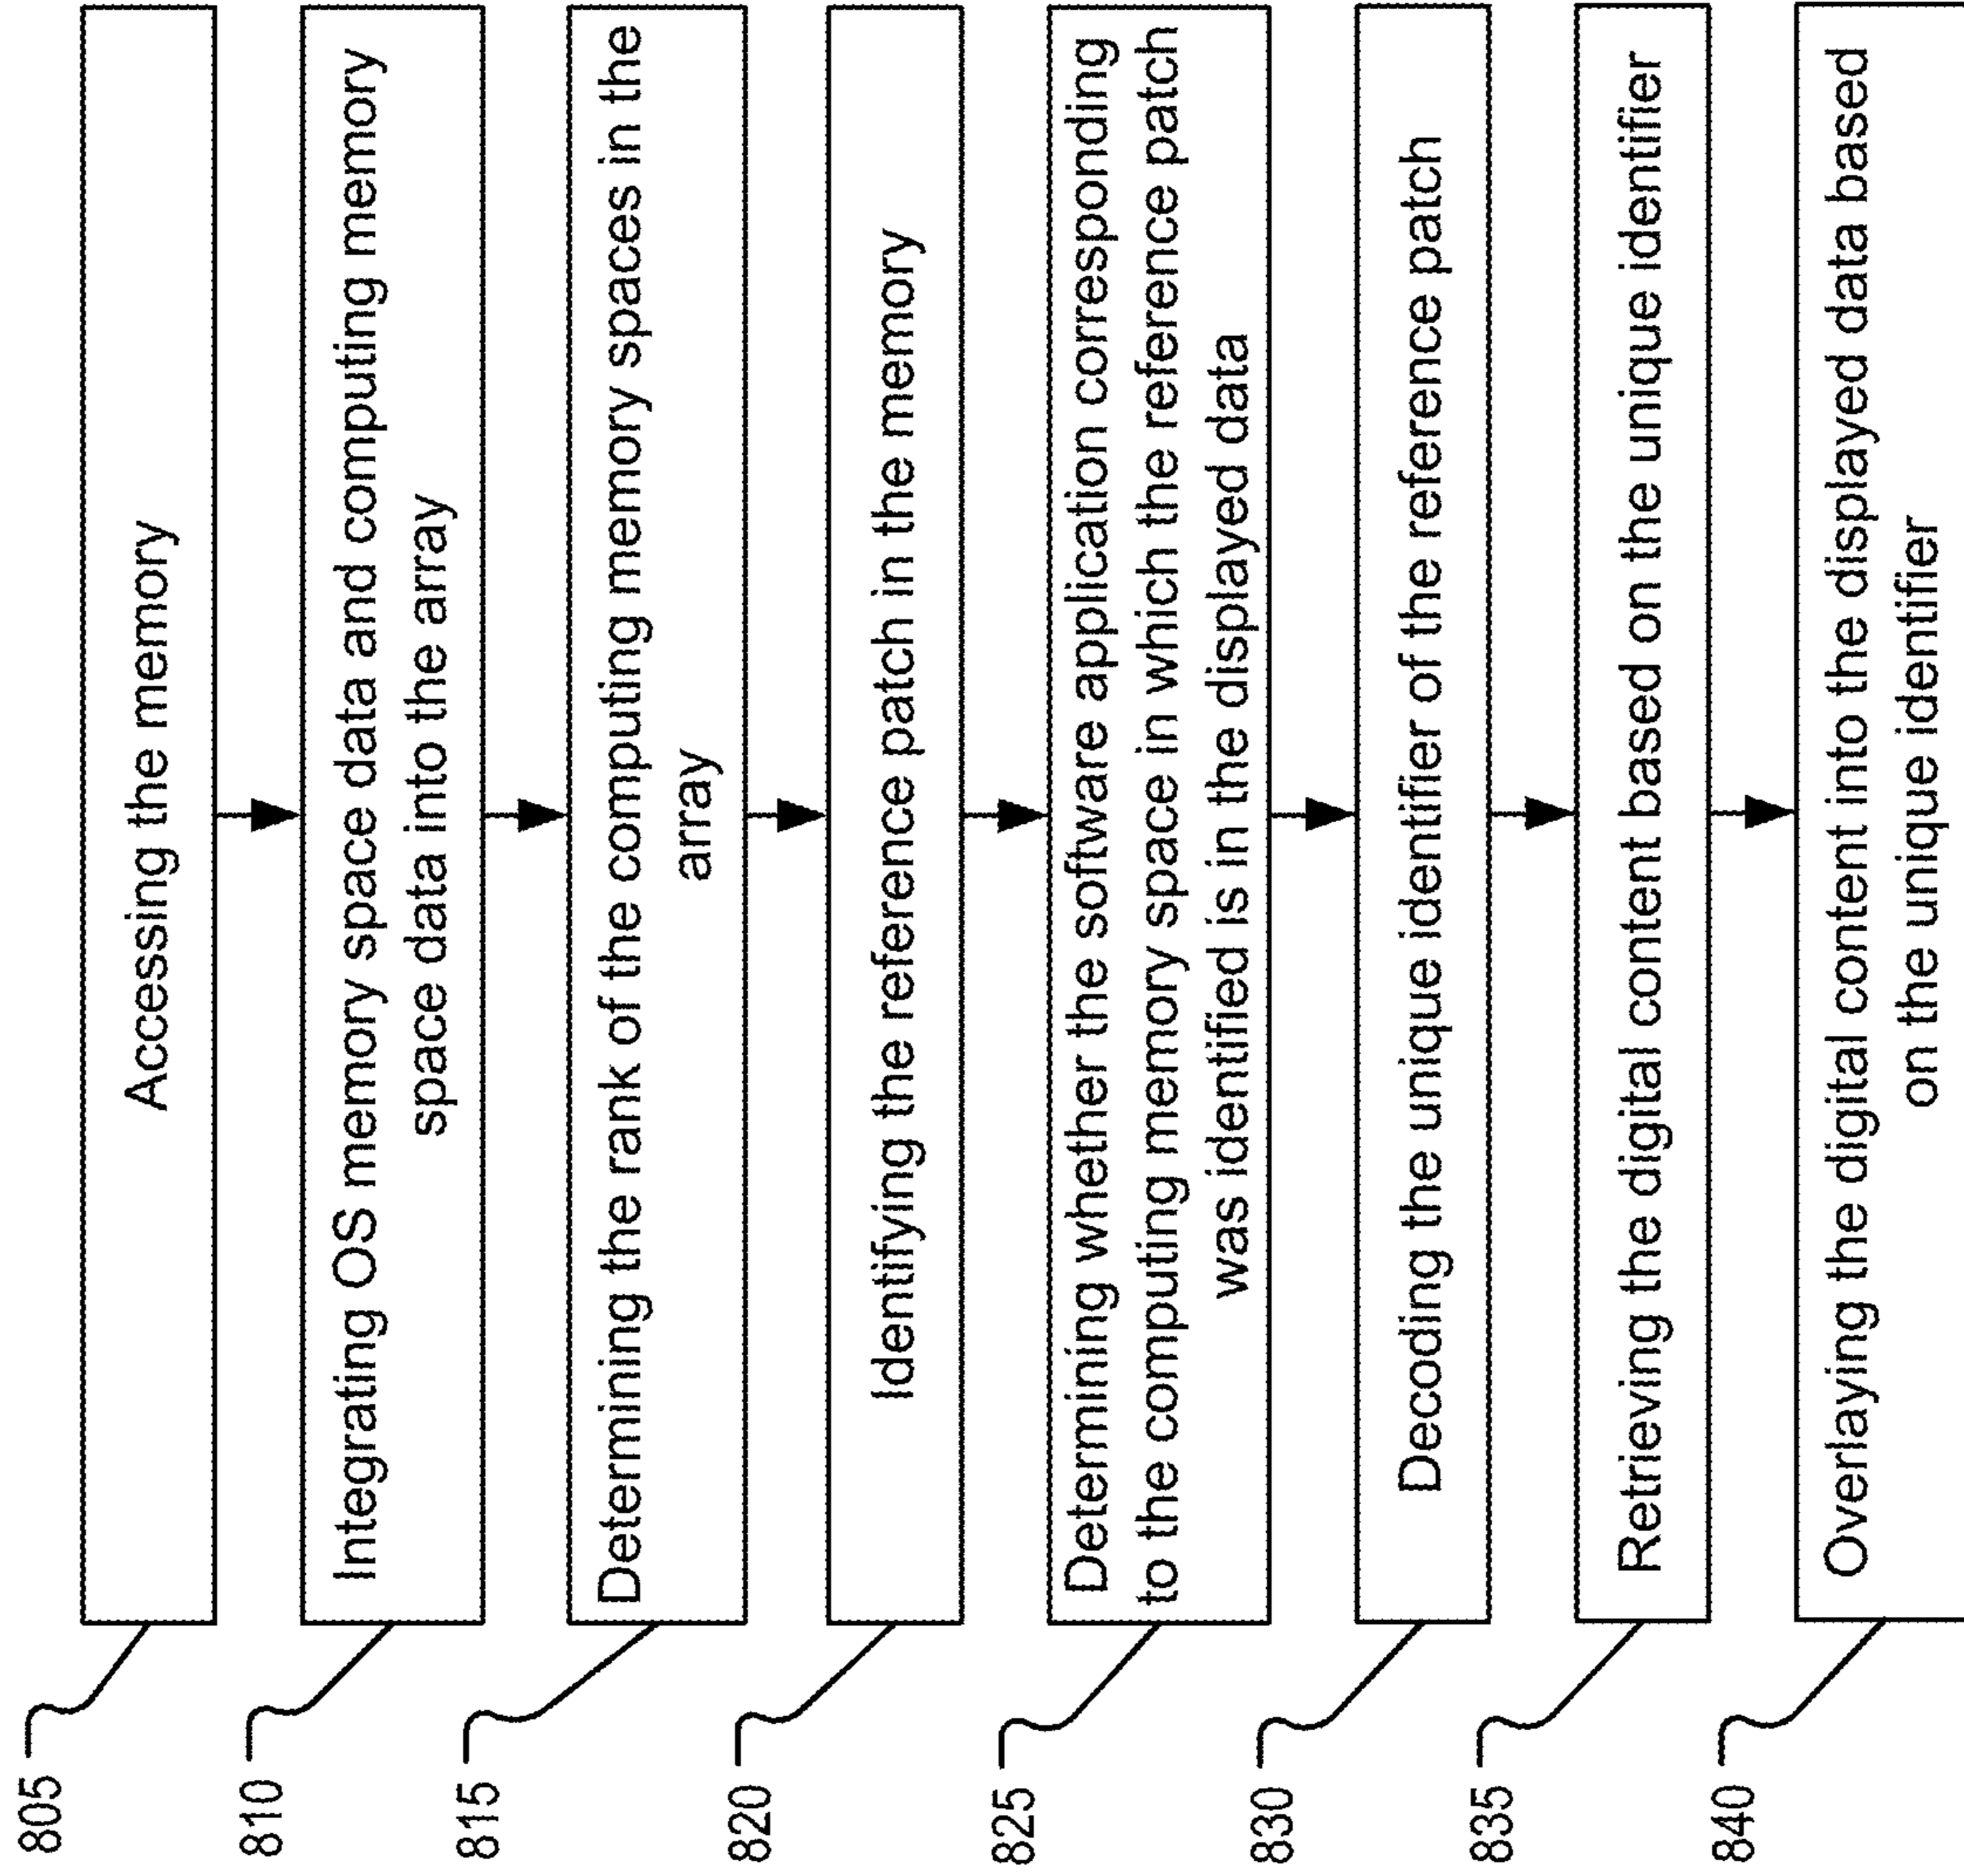 805
Accessing the memory
810
Integrating OS memory space data and computing memory
space data into the array
815
Determining the rank of the computing memory spaces in the
array
820
Identifying the reference patch in the memory
825
Determining whether the software application corresponding
to the computing memory space in which the reference patch
was identified is in the displayed data
830
Decoding the unique identifier of the reference patch
835
Retrieving the digital content based on the unique identifier
840
Overlaying the digital content into the displayed data based
on the unique identifier